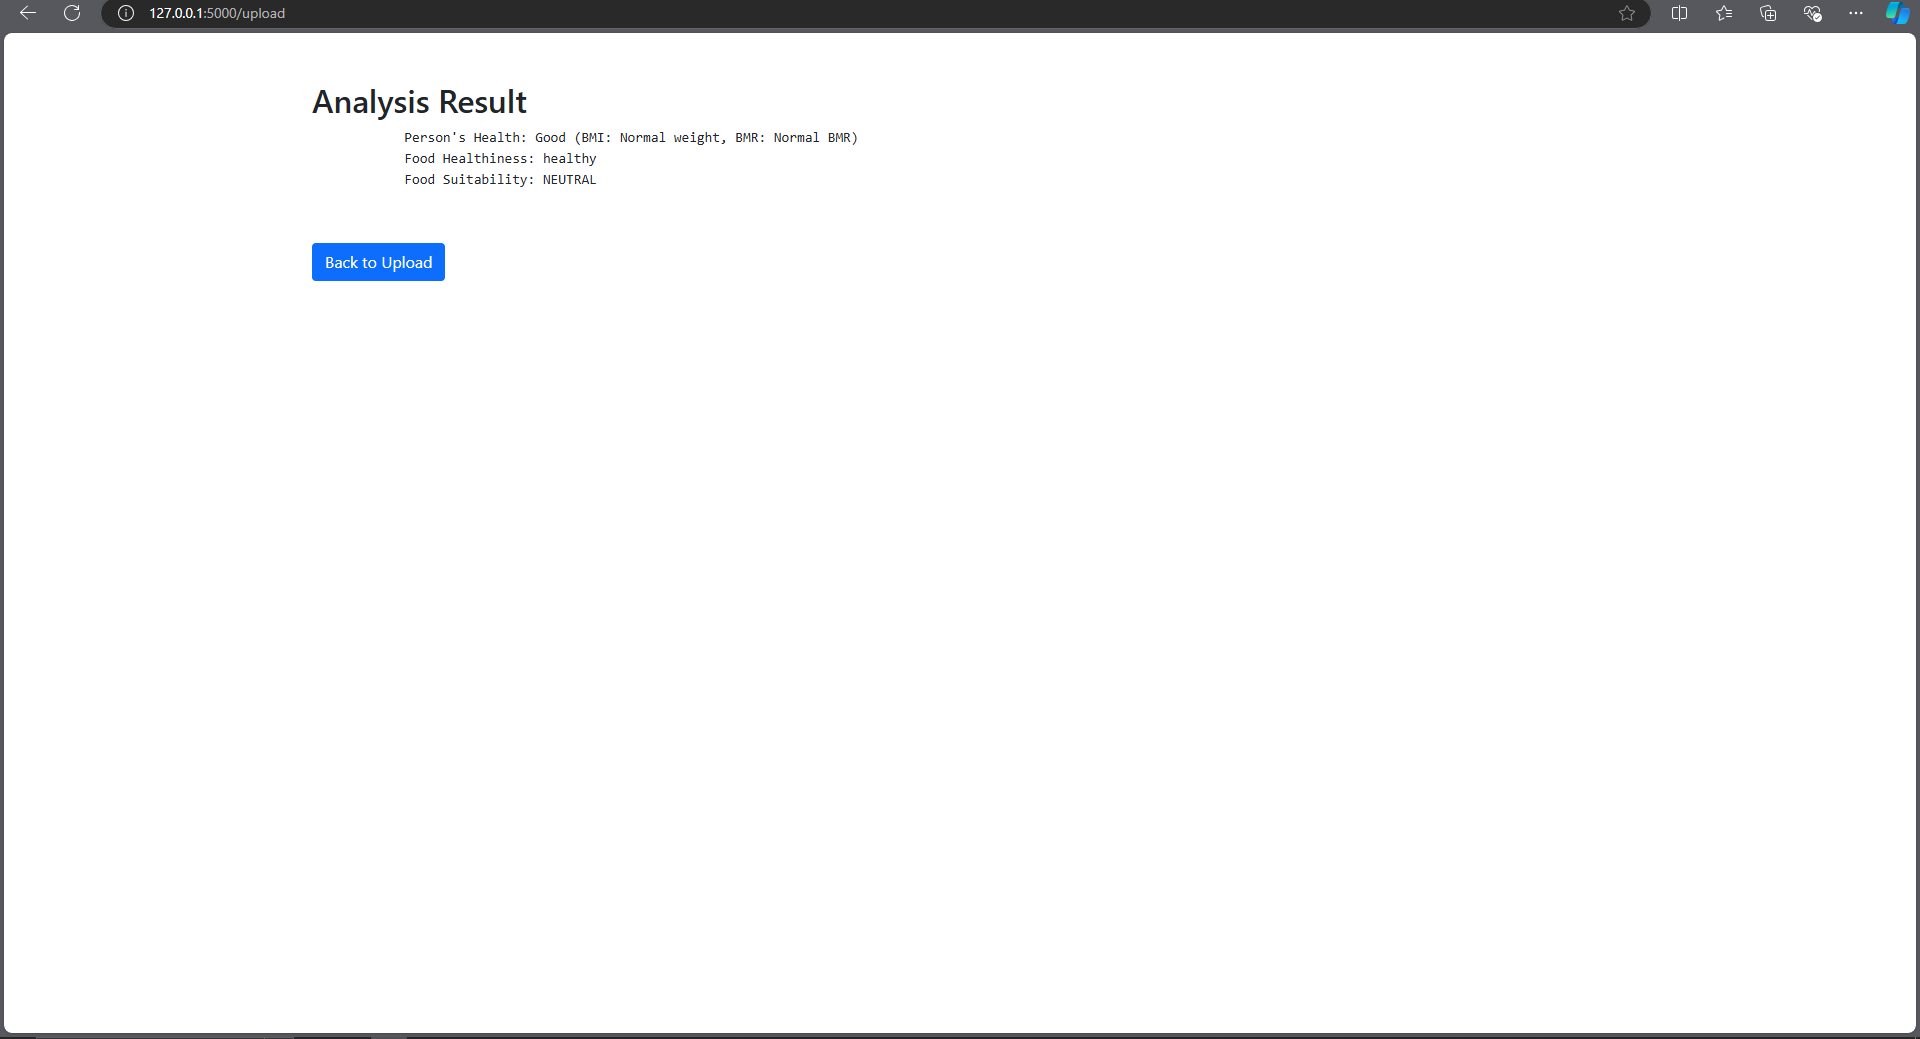 127.0.0.1:5000/upload
Analysis Result
Person's Health: Good (BMI: Normal weight, BMR: Normal BMR)
Food Healthiness: healthy
Food Suitability: NEUTRAL
Back to Upload